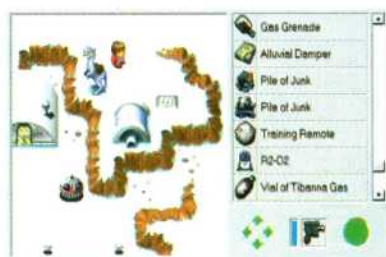 Gas Grenade
Alluvial Damper
Pile of Junk
Pile of Junk
Training Remote
R2-D2
Vial of Tibanna Gas